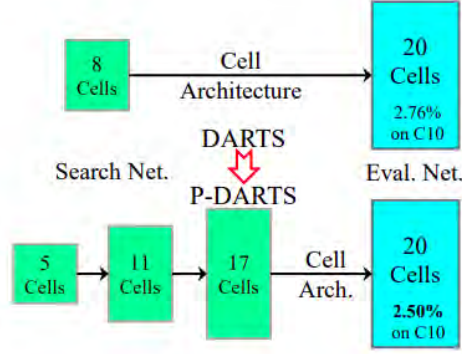 8
Cells
Cell
Architecture
20
Cells
2.76%
on C10
DARTS
Search Net.
Eval. Net.
P-DARTS
5
Cells
11
Cells
17
Cells
Cell
Arch.
20
Cells
2.50%
on C10